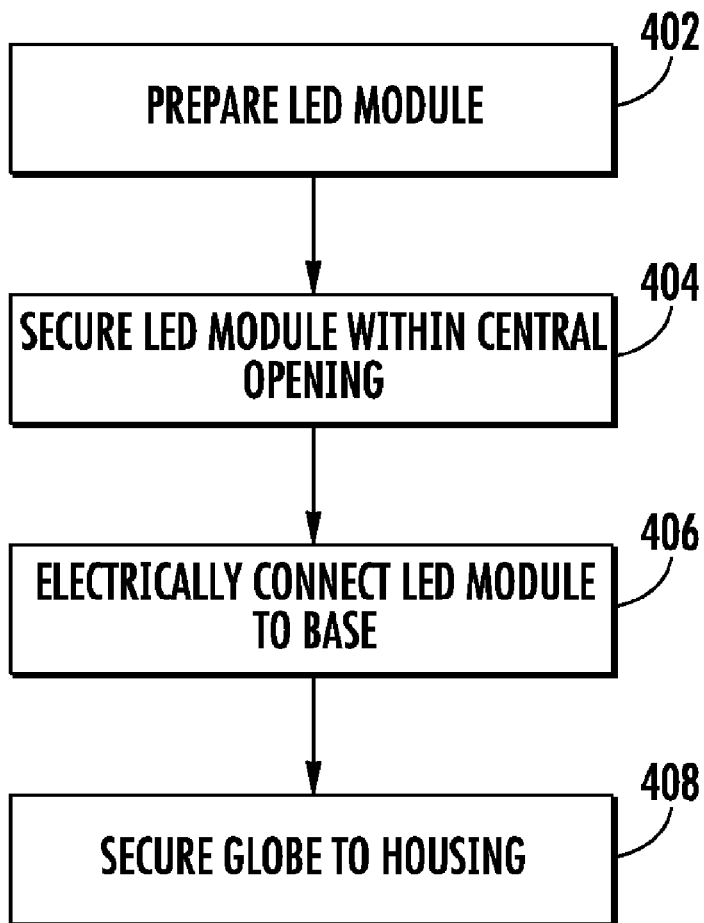 402
PREPARE LED MODULE
404
SECURE LED MODULE WITHIN CENTRAL
OPENING
406
ELECTRICALLY CONNECT LED MODULE
TO BASE
408
SECURE GLOBE TO HOUSING